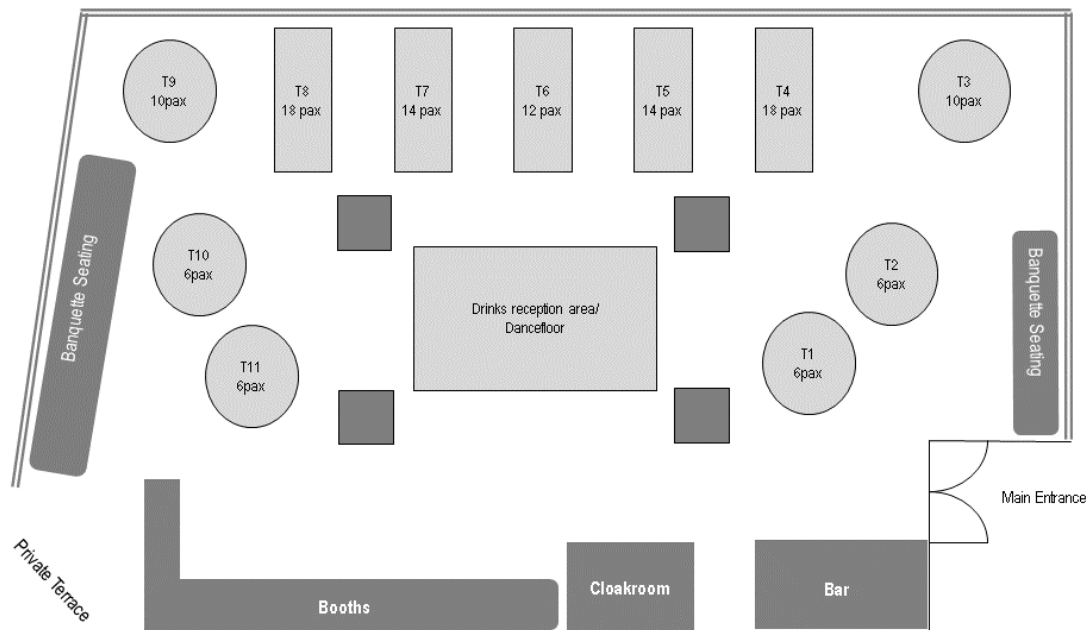 T9
10pax
T8
18 pax
T7
14 pax
T6
12 pax
T5
14 pax
T4
18 pax
T3
10pax
Banquette Seating
T10
6pax
T11
6pax
Drinks reception area/
Dancefloor
T2
6pax
T1
6pax
Banquette Seating
Main Entrance
Private Terrace
Booths
Cloakroom
Bar